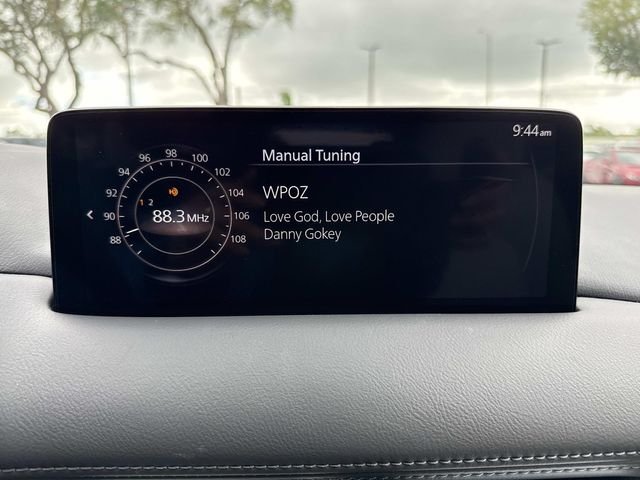 9:44am
Manual Tuning
WPOZ
Love God, Love People
Danny Gokey
96 98 100
94 102
92 104
90 106
88 108
1 2
88.3 MHz